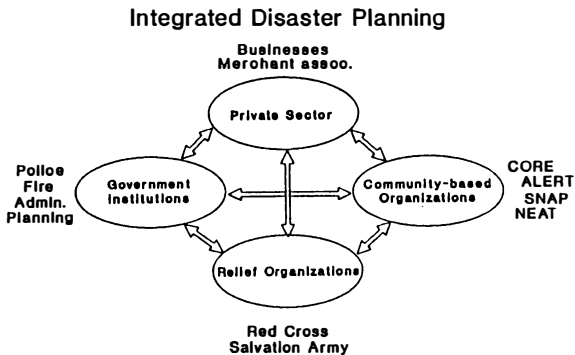 Integrated Disaster Planning
Businesses
Merchant assoc.
Private Sector
Police
Fire
Admin.
Planning
Government
Institutions
Community-based
Organizations
CORE
ALERT
SNAP
NEAT
Relief Organizations
Red Cross
Salvation Army